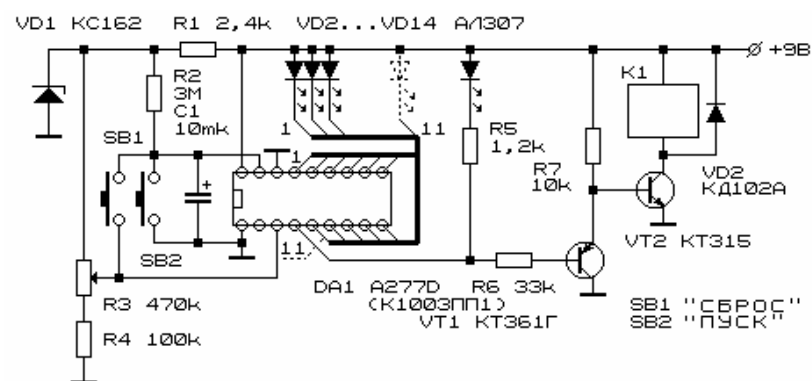 VD1 КС162 R1 2,4k VD2...VD14 АЛ307
+9В
R2
3М
C1
10mk
K1
SB1
1
11
R5
1,2k
1
R7
10k
VD2
КД102А
11
VT2 КТ315
SB2
DA1 A277D R6 33k
(К1003ПП1)
VT1 КТ361Г
R3 470k
SB1 "СБРОС"
SB2 "ПУСК"
R4 100k